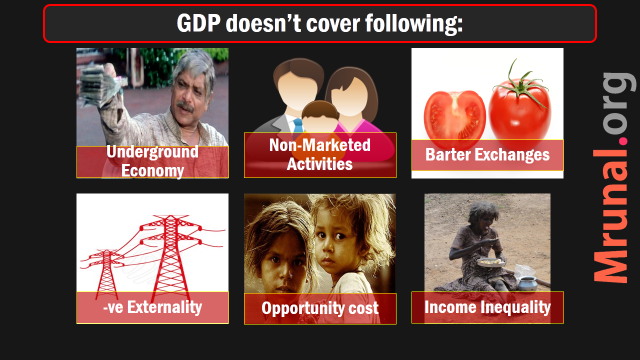 GDP doesn't cover following:
Underground
Economy
Non-Marketed
Activities
Barter Exchanges
-ve Externality
Opportunity cost
Income Inequality
Mrunal.org